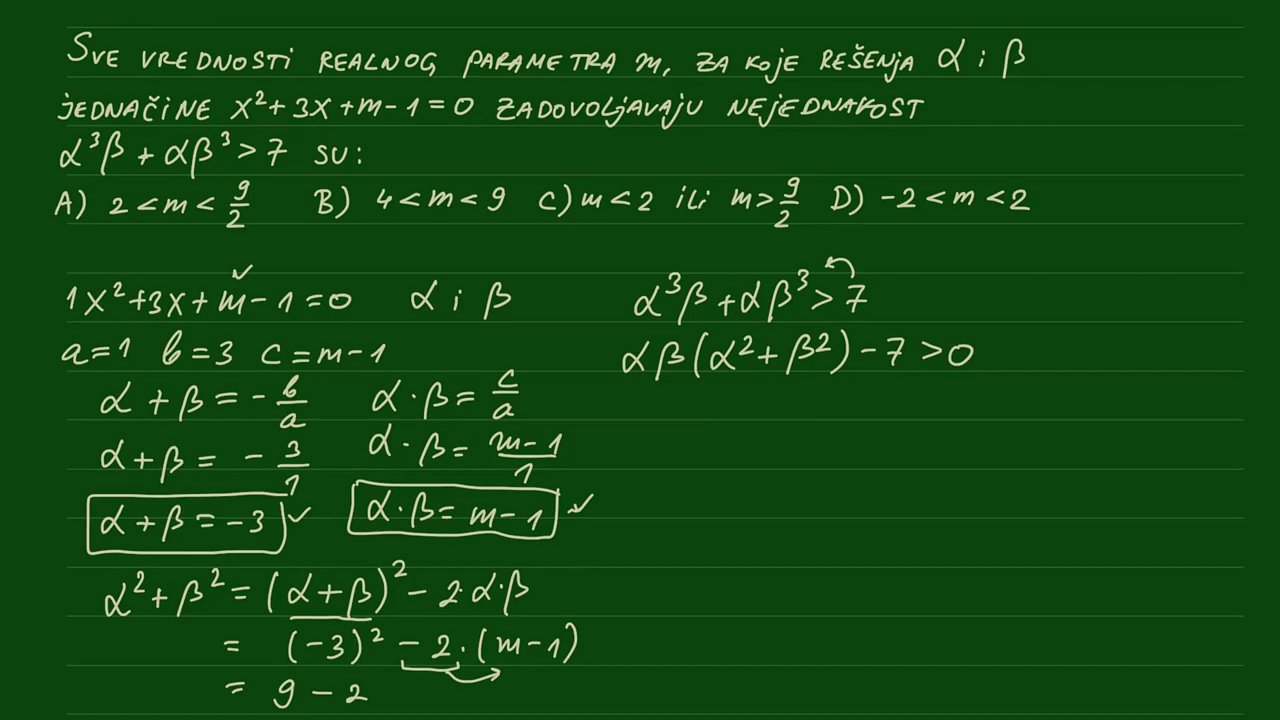 SVE VREDNOSTI REALNOG PARAMETRA m, ZA KOJE REŠENJA α i β
JEDNAČINE x² + 3x + m - 1 = 0 ZADOVOLJAVAJU NEJEDNAKOST
α³β + αβ³ > 7 SU:
A) 2 < m < 9/2 B) 4 < m < 9 C) m < 2 ili m > 9/2 D) -2 < m < 2
1x² + 3x + m - 1 = 0 α i β
a = 1 b = 3 c = m - 1
α + β = - b/a α · β = c/a
α + β = - 3/1 α · β = m - 1/1
α + β = -3 α · β = m - 1
α² + β² = (α + β)² - 2 · α · β
= (-3)² - 2 · (m - 1)
= 9 - 2
α³β + αβ³ > 7
αβ(α² + β²) - 7 > 0